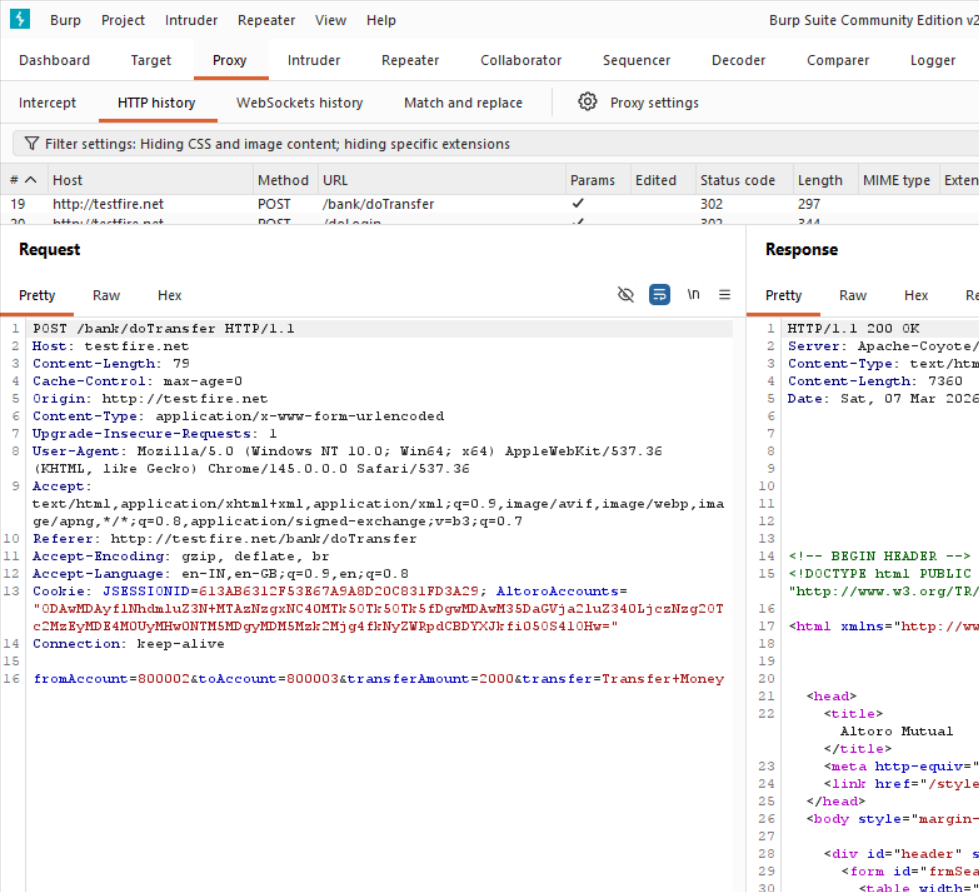 Burp Project Intruder Repeater View Help Burp Suite Community Edition v2
Dashboard Target Proxy Intruder Repeater Collaborator Sequencer Decoder Comparer Logger
Intercept HTTP history WebSockets history Match and replace Proxy settings
Filter settings: Hiding CSS and image content; hiding specific extensions
# Host Method URL Params Edited Status code Length MIME type Exten
19 http://testfire.net POST /bank/doTransfer ✓ 302 297
20 http://testfire.net POST /doLogin ✓ 302 344
Request
Pretty Raw Hex \n
1 POST /bank/doTransfer HTTP/1.1
2 Host: testfire.net
3 Content-Length: 79
4 Cache-Control: max-age=0
5 Origin: http://testfire.net
6 Content-Type: application/x-www-form-urlencoded
7 Upgrade-Insecure-Requests: 1
8 User-Agent: Mozilla/5.0 (Windows NT 10.0; Win64; x64) AppleWebKit/537.36
(KHTML, like Gecko) Chrome/145.0.0.0 Safari/537.36
9 Accept:
text/html,application/xhtml+xml,application/xml;q=0.9,image/avif,image/webp,ima
ge/apng,*/*;q=0.8,application/signed-exchange;v=b3;q=0.7
10 Referer: http://testfire.net/bank/doTransfer
11 Accept-Encoding: gzip, deflate, br
12 Accept-Language: en-IN,en-GB;q=0.9,en;q=0.8
13 Cookie: JSESSIONID=613AB6312F53E67A9A8D20C831FD3A29; AltoroAccounts=
"ODAwMDAyflNhdmluZ3N+MTAzNzgxNC40MTk5OTk5OTk5fDgwMDAwM35DaGVja2luZ340LjczNzg2OT
c2MzEyMDE4M0UyMHw0NTM5MDgyMDM5Mzk2Mjg4fkNyZWRpdCBDYXJkfi05OS41OHw="
14 Connection: keep-alive
15
16 fromAccount=800002&toAccount=800003&transferAmount=2000&transfer=Transfer+Money
Response
Pretty Raw Hex Re
1 HTTP/1.1 200 OK
2 Server: Apache-Coyote/
3 Content-Type: text/htm
4 Content-Length: 7360
5 Date: Sat, 07 Mar 2026
6
7
8
9
10
11
12
13
14 <!-- BEGIN HEADER -->
15 <!DOCTYPE html PUBLIC
"http://www.w3.org/TR/
16
17 <html xmlns="http://ww
18
19
20
21 <head>
22 <title>
Altoro Mutual
</title>
23 <meta http-equiv="
24 <link href="/style
25 </head>
26 <body style="margin-
27
28 <div id="header" s
29 <form id="frmSea
30 <table width="